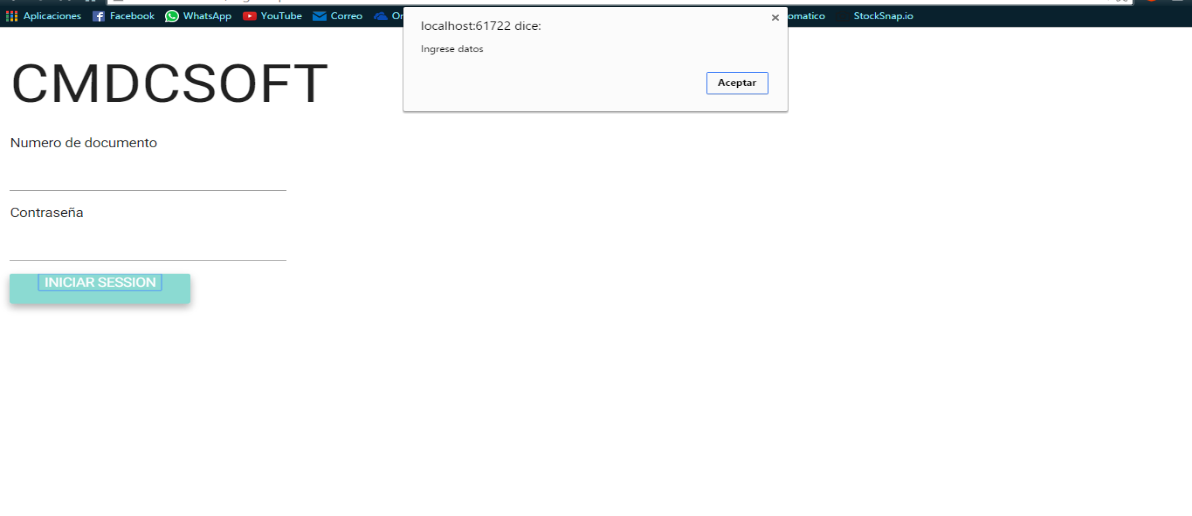 Aplicaciones Facebook WhatsApp YouTube Correo omatico StockSnap.io
localhost:61722 dice:
Ingrese datos
Aceptar
CMDCSOFT
Numero de documento
Contraseña
INICIAR SESSION